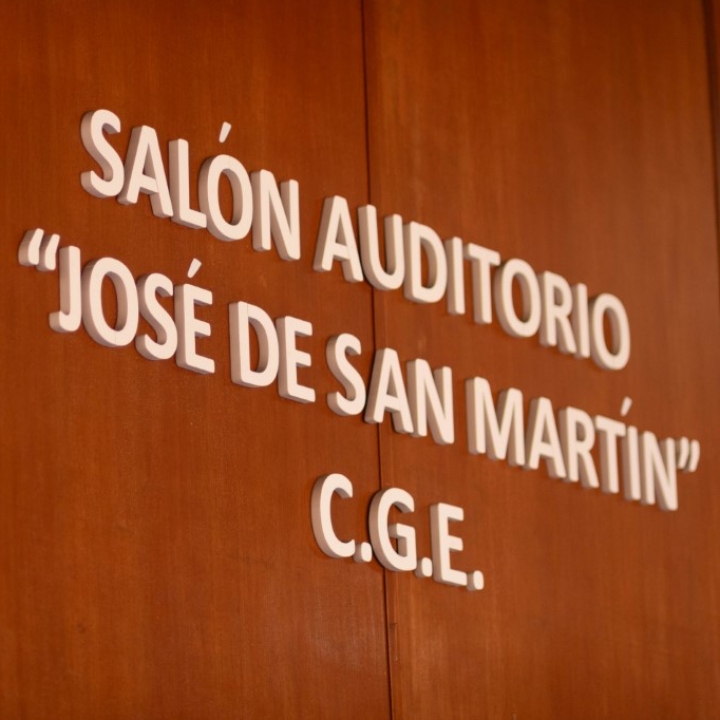 SALÓN AUDITORIO
“JOSÉ DE SAN MARTÍN”
C.G.E.